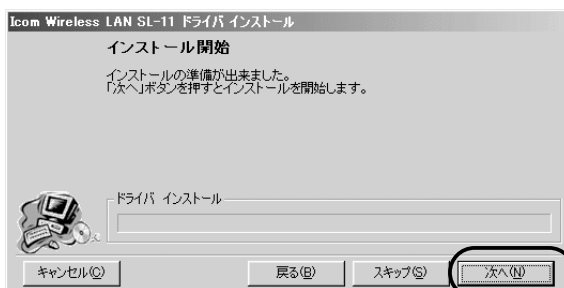 Icom Wireless LAN SL-11 ドライバ インストール
インストール開始
インストールの準備が出来ました。
「次へ」ボタンを押すとインストールを開始します。
ドライバ インストール
キャンセル(C) 戻る(B) スキップ(S) 次へ(N)